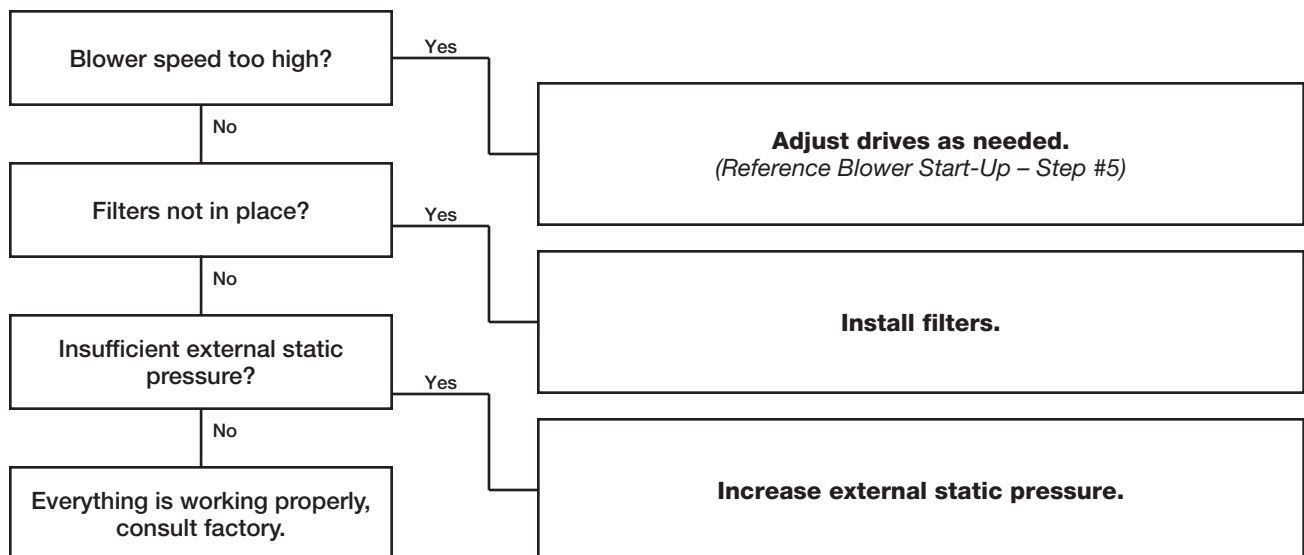 Blower speed too high?
Yes
Adjust drives as needed.
(Reference Blower Start-Up – Step #5)
No
Filters not in place?
Yes
Install filters.
No
Insufficient external static
pressure?
Yes
Increase external static pressure.
No
Everything is working properly,
consult factory.